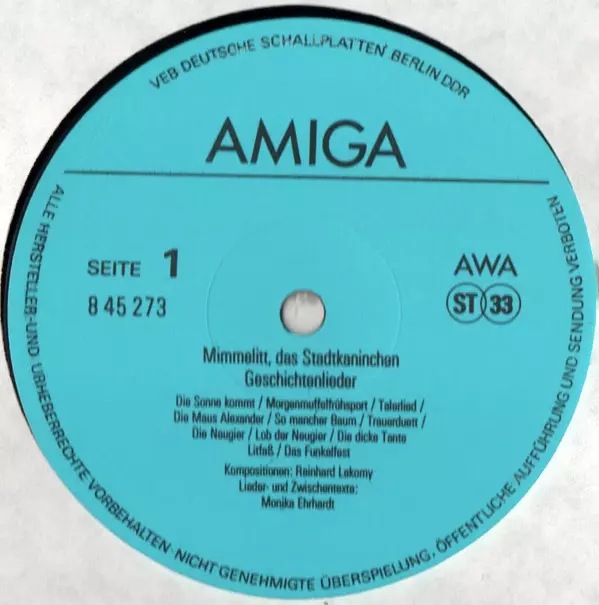 VEB DEUTSCHE SCHALLPLATTEN BERLIN DDR
AMIGA
SEITE 1
8 45 273
AWA
ST 33
Mimmelitt, das Stadtkaninchen
Geschichtenlieder
Die Sonne kommt / Morgenmuffelfrühsport / Talerlied /
Die Maus Alexander / So mancher Baum / Trauerduett /
Die Neugier / Lob der Neugier / Die dicke Tante
Litfaß / Das Funkelfest
Kompositionen: Reinhard Lakomy
Lieder- und Zwischentexte:
Monika Ehrhardt
ALLE HERSTELLER- UND URHEBERRECHTE VORBEHALTEN · NICHT GENEHMIGTE ÜBERSPIELUNG, ÖFFENTLICHE AUFFÜHRUNG UND SENDUNG VERBOTEN